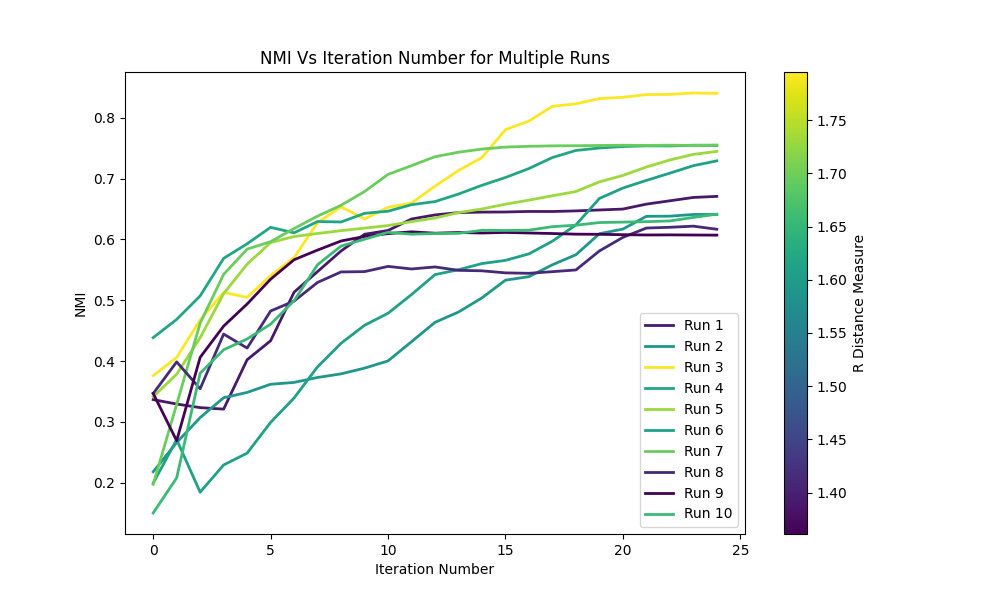 NMI Vs Iteration Number for Multiple Runs
NMI
0.8
0.7
0.6
0.5
0.4
0.3
0.2
0
5
10
15
20
25
Iteration Number
Run 1
Run 2
Run 3
Run 4
Run 5
Run 6
Run 7
Run 8
Run 9
Run 10
1.75
1.70
1.65
1.60
1.55
1.50
1.45
1.40
R Distance Measure